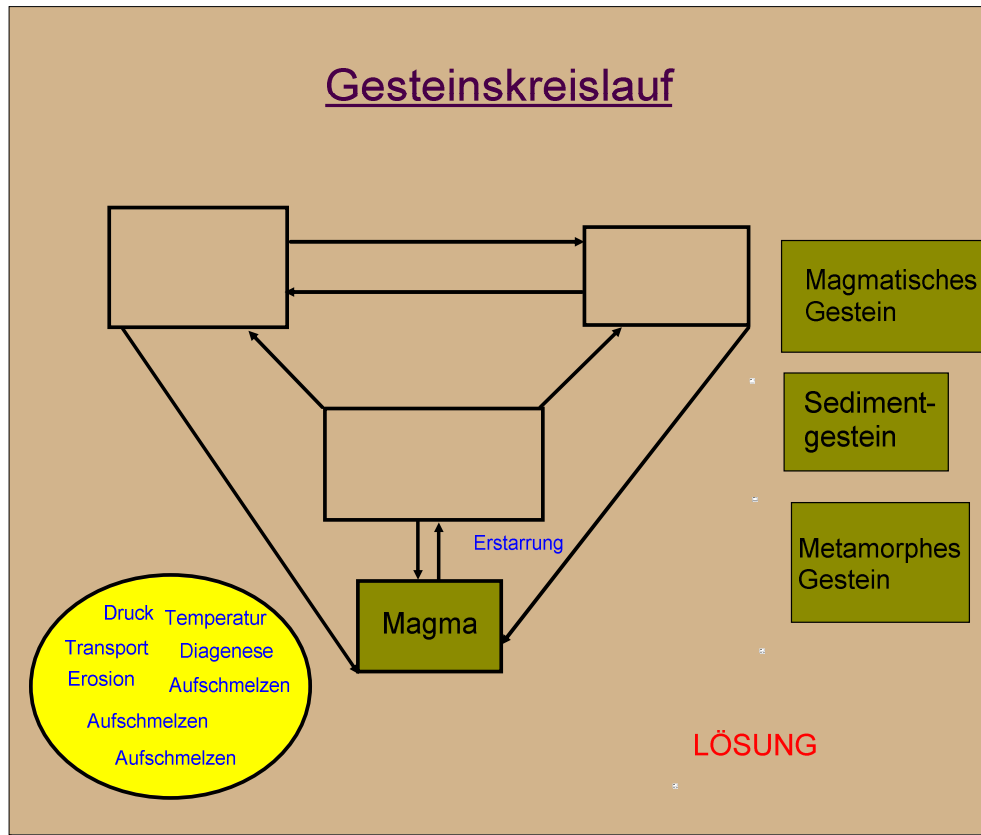 Gesteinskreislauf
Magmatisches
Gestein
Sediment-
gestein
Metamorphes
Gestein
Erstarrung
Magma
Druck Temperatur
Transport Diagenese
Erosion Aufschmelzen
Aufschmelzen
Aufschmelzen
LÖSUNG